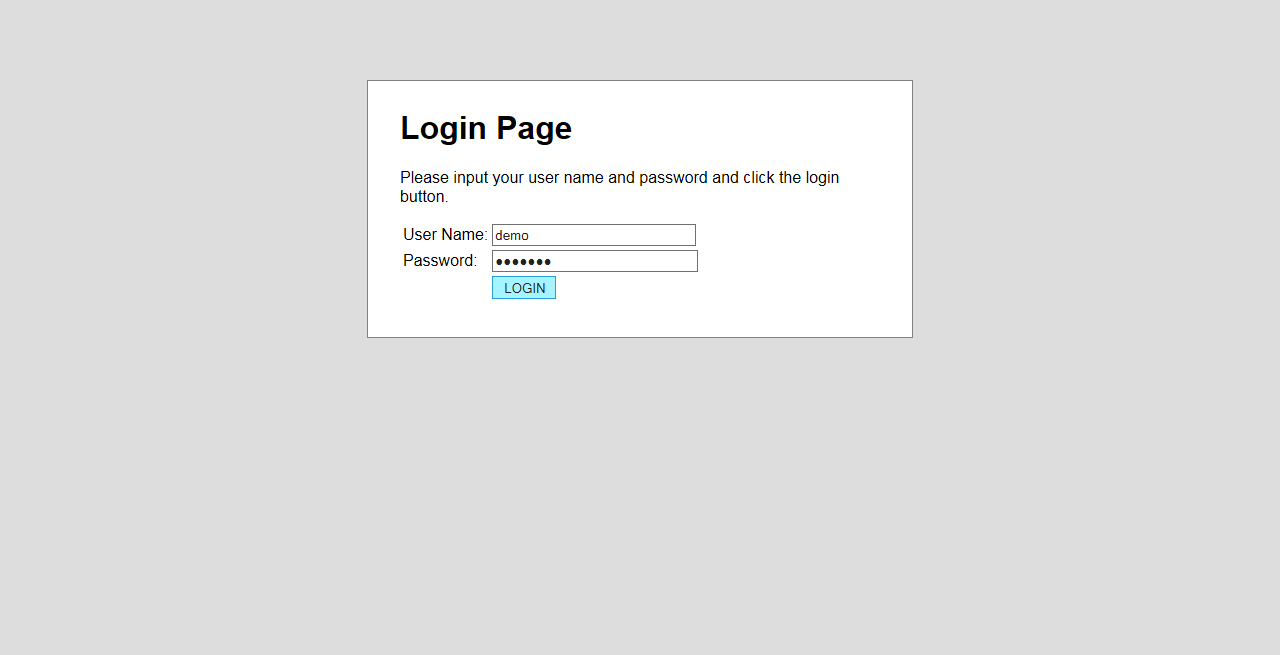 Login Page
Please input your user name and password and click the login
button.
User Name: demo
Password: •••••••
LOGIN